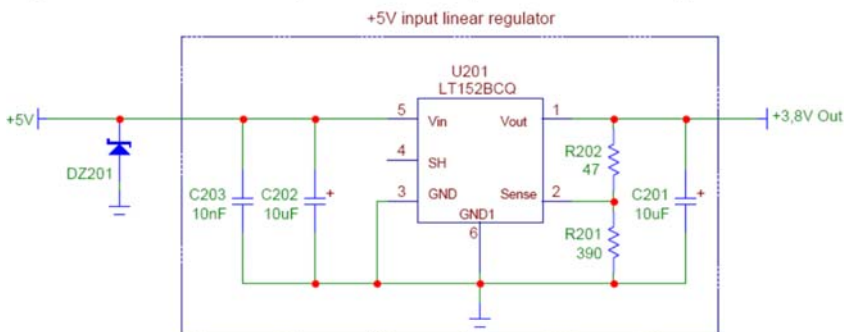 +5V input linear regulator
U201
LT152BCQ
+5V
5
Vin
Vout
1
+3,8V Out
DZ201
4
SH
R202
47
C203
10nF
C202
10uF
+
3
GND
Sense
2
GND1
6
R201
390
C201
10uF
+